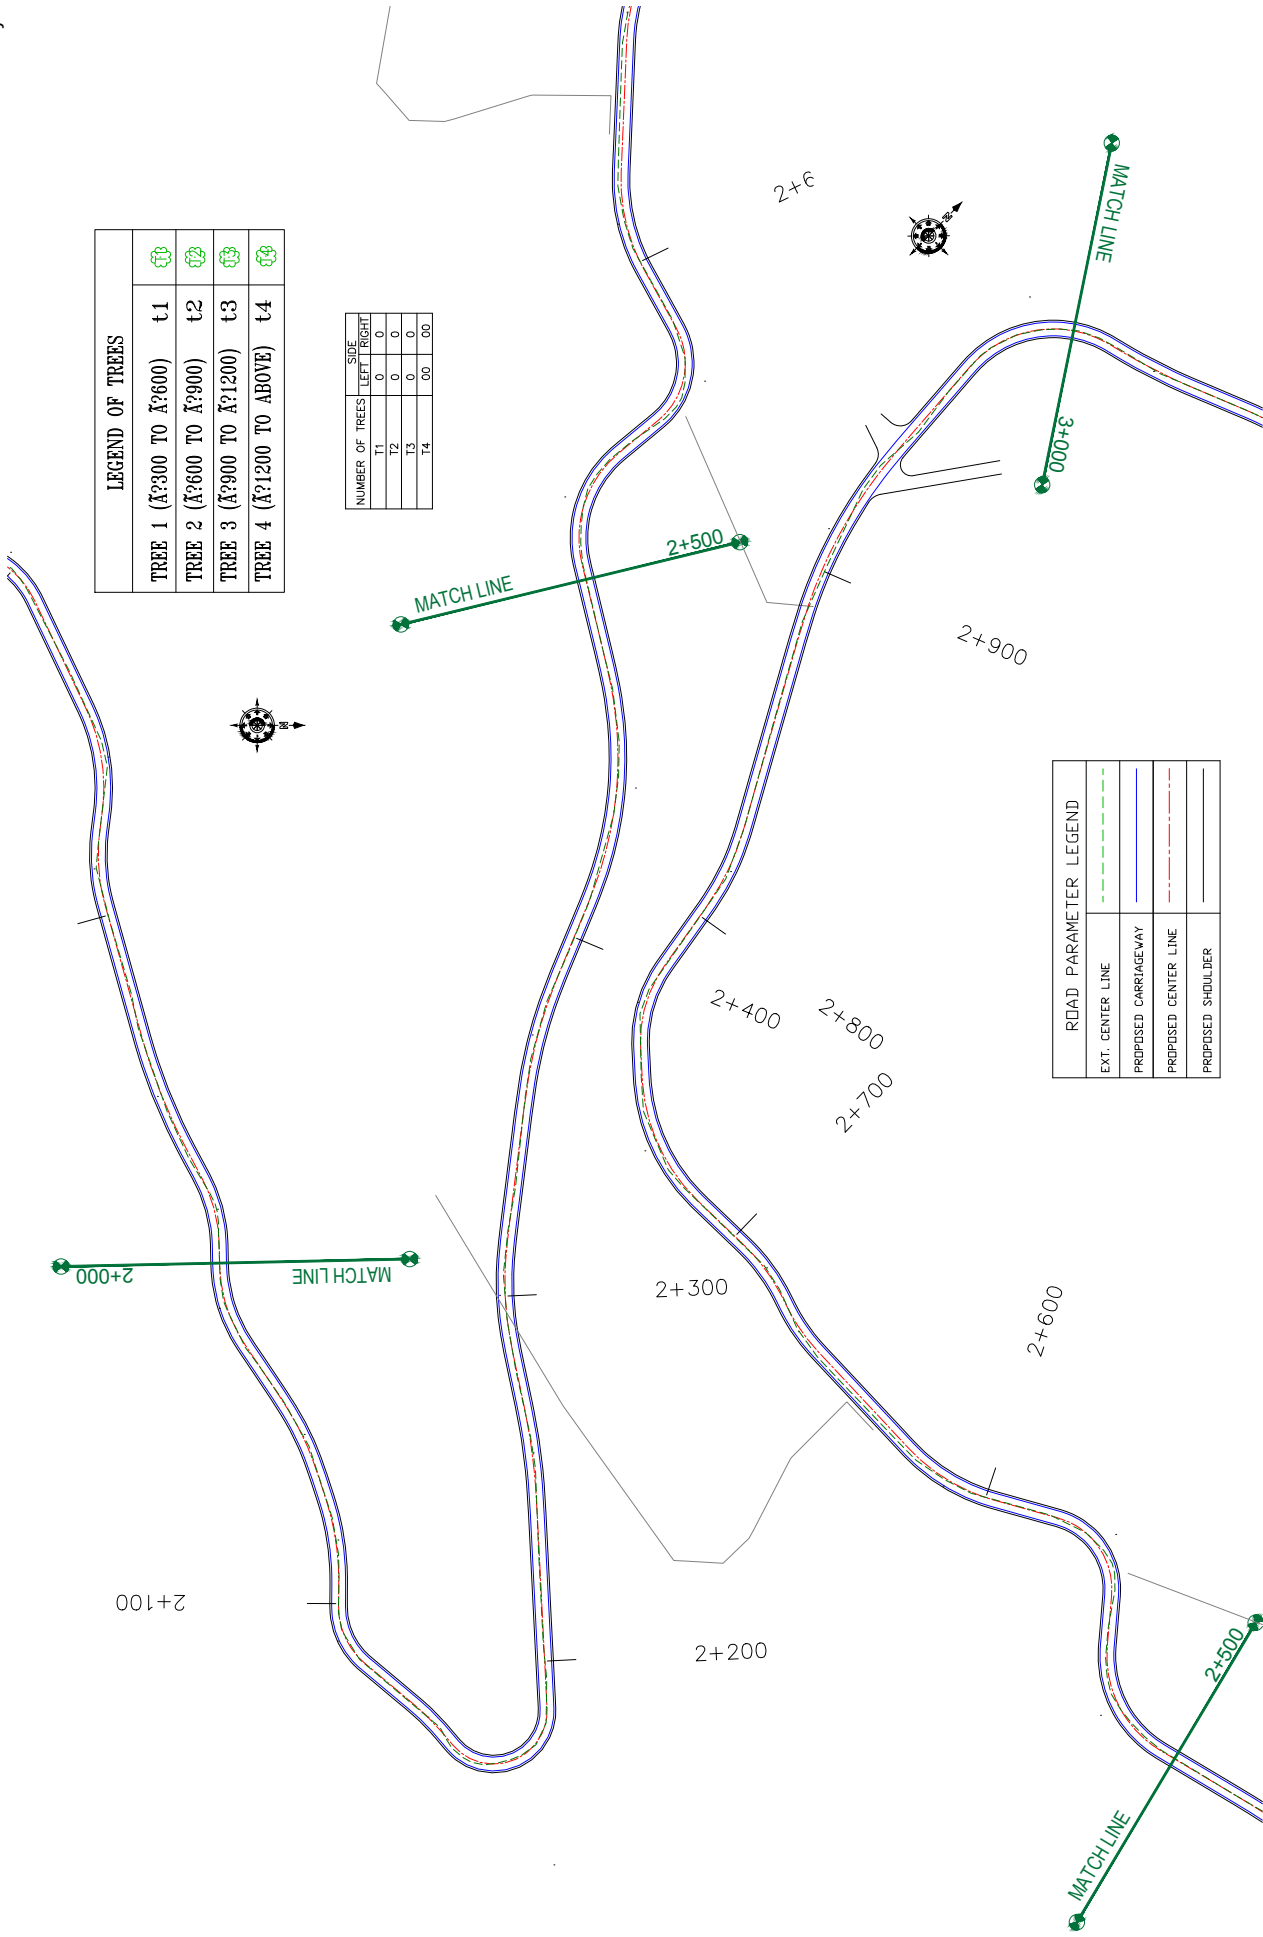 LEGEND OF TREES
TREE 1 (Ã?300 TO Ã?600) t1 T1
TREE 2 (Ã?600 TO Ã?900) t2 T2
TREE 3 (Ã?900 TO Ã?1200) t3 T3
TREE 4 (Ã?1200 TO ABOVE) t4 T4
NUMBER OF TREES SIDE
LEFT RIGHT
T1 0 0
T2 0 0
T3 0 0
T4 00 00
2+6
N
MATCH LINE
3+000
MATCH LINE
2+500
2+900
N
ROAD PARAMETER LEGEND
EXT. CENTER LINE
PROPOSED CARRIAGEWAY
PROPOSED CENTER LINE
PROPOSED SHOULDER
2+400
2+800
2+700
2+000
MATCH LINE
2+300
2+600
2+100
2+200
2+500
MATCH LINE